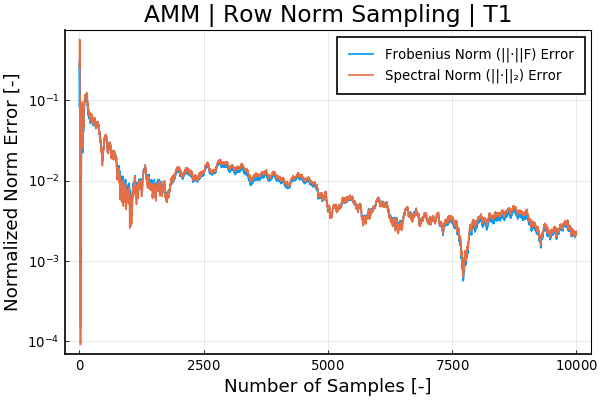 AMM | Row Norm Sampling | T1
Frobenius Norm (||·||F) Error
Spectral Norm (||·||₂) Error
Normalized Norm Error [-]
10⁻¹
10⁻²
10⁻³
10⁻⁴
0 2500 5000 7500 10000
Number of Samples [-]